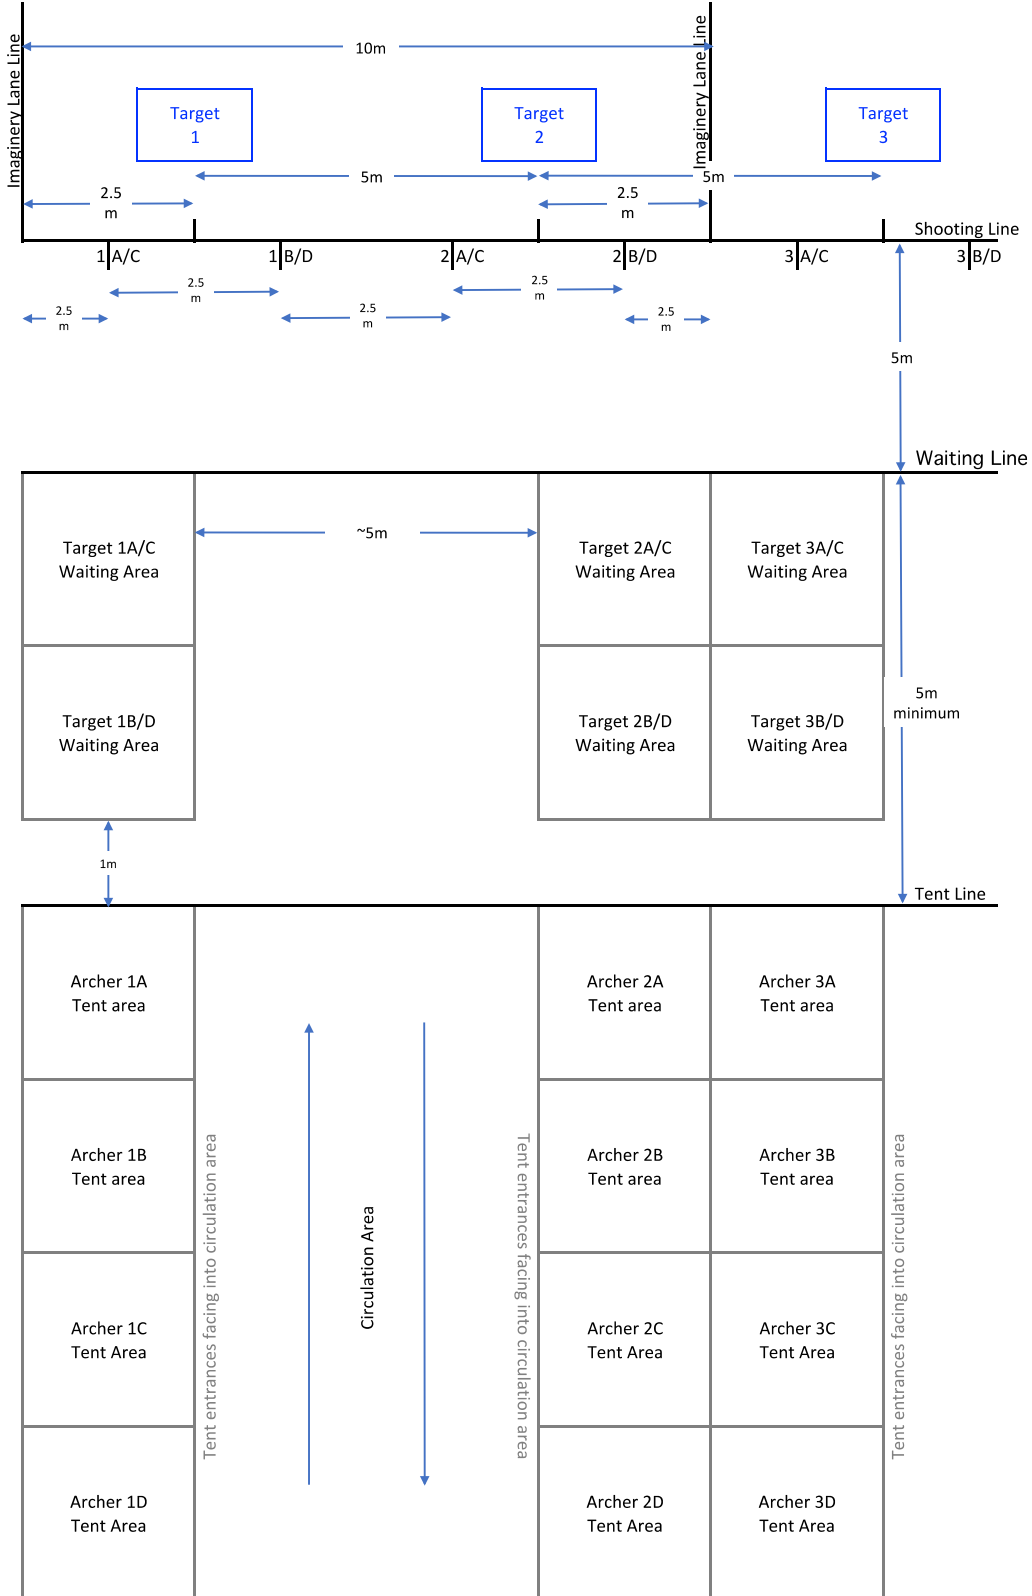 Imaginery Lane Line
10m
Imaginery Lane Line
Target
1
Target
2
Target
3
5m
5m
2.5
m
2.5
m
Shooting Line
1 A/C
1 B/D
2 A/C
2 B/D
3 A/C
3 B/D
2.5
m
2.5
m
2.5
m
2.5
m
2.5
m
5m
Waiting Line
~5m
Target 1A/C
Waiting Area
Target 2A/C
Waiting Area
Target 3A/C
Waiting Area
Target 1B/D
Waiting Area
Target 2B/D
Waiting Area
Target 3B/D
Waiting Area
5m
minimum
1m
Tent Line
Archer 1A
Tent area
Archer 2A
Tent area
Archer 3A
Tent area
Archer 1B
Tent area
Archer 2B
Tent area
Archer 3B
Tent area
Tent entrances facing into circulation area
Circulation Area
Tent entrances facing into circulation area
Tent entrances facing into circulation area
Archer 1C
Tent Area
Archer 2C
Tent Area
Archer 3C
Tent Area
Archer 1D
Tent Area
Archer 2D
Tent Area
Archer 3D
Tent Area